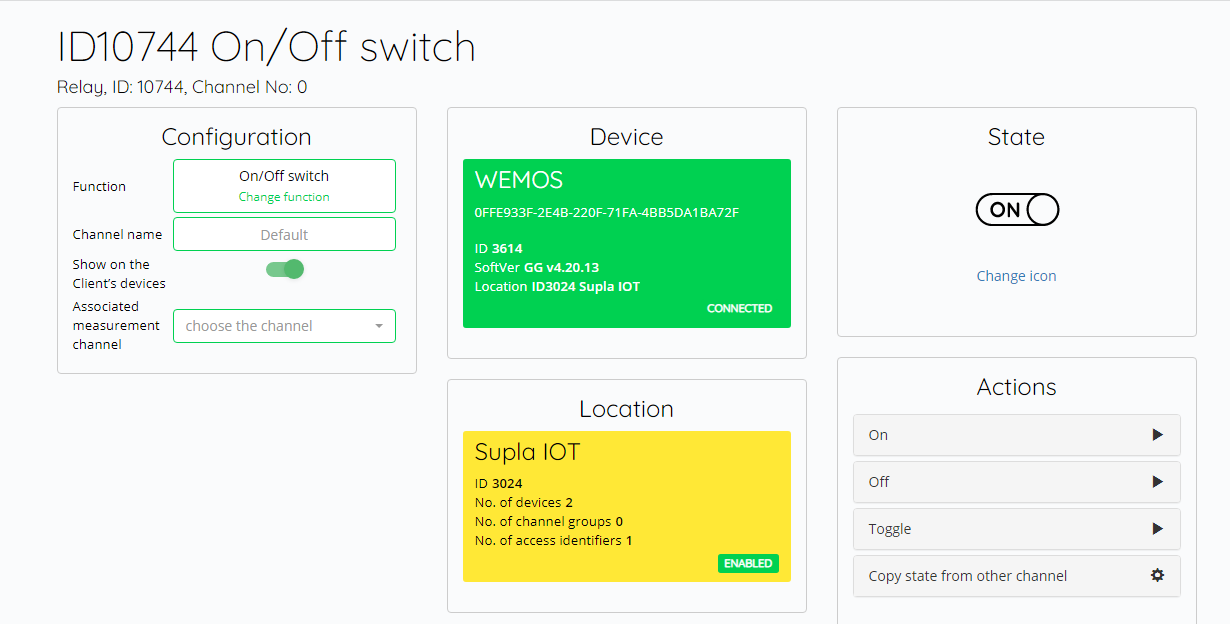 ID10744 On/Off switch
Relay, ID: 10744, Channel No: 0
Configuration
Function
On/Off switch
Change function
Channel name
Default
Show on the
Client's devices
Associated
measurement
channel
choose the channel
Device
WEMOS
0FFE933F-2E4B-220F-71FA-4BB5DA1BA72F
ID 3614
SoftVer GG v4.20.13
Location ID3024 Supla IOT
CONNECTED
Location
Supla IOT
ID 3024
No. of devices 2
No. of channel groups 0
No. of access identifiers 1
ENABLED
State
ON
Change icon
Actions
On
Off
Toggle
Copy state from other channel